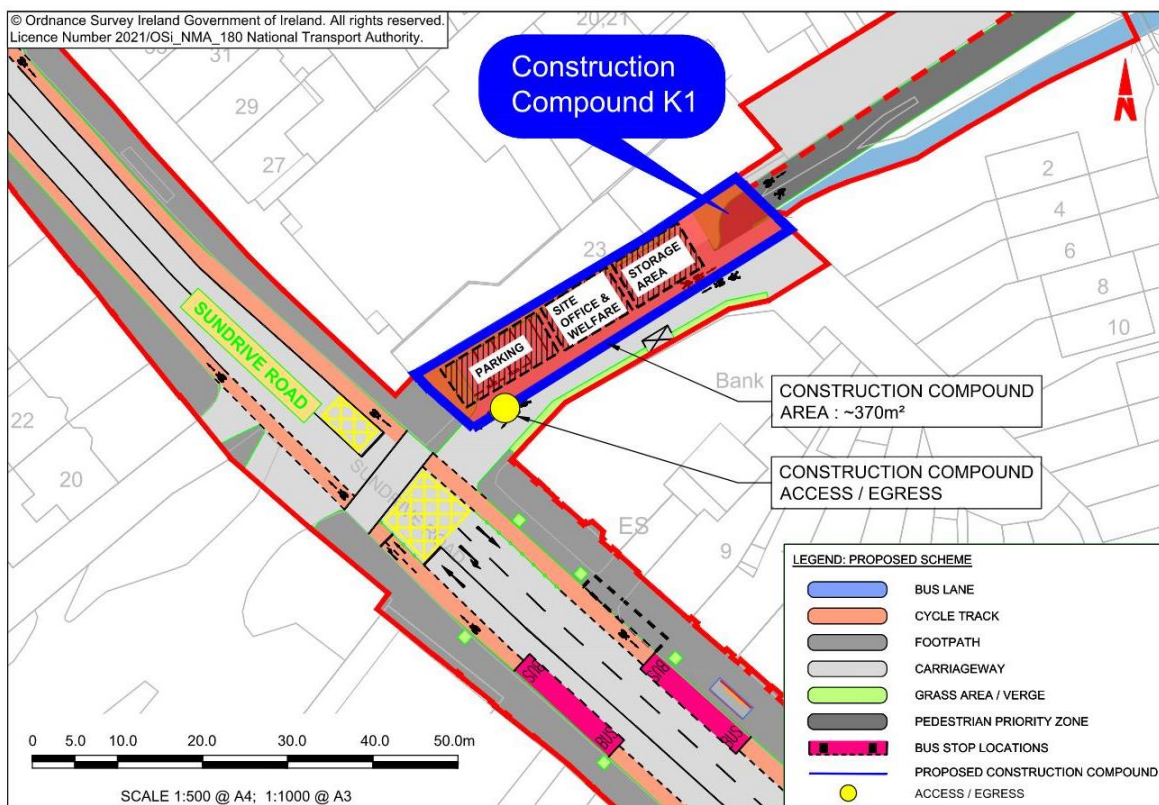 © Ordnance Survey Ireland Government of Ireland. All rights reserved.
Licence Number 2021/OSi_NMA_180 National Transport Authority.
20,21
31
29
27
Construction
Compound K1
N
2
4
6
8
10
23
STORAGE
AREA
SITE
OFFICE &
WELFARE
PARKING
SUNDRIVE ROAD
22
20
Bank
CONSTRUCTION COMPOUND
AREA : ~370m²
CONSTRUCTION COMPOUND
ACCESS / EGRESS
ES
9
BUS
BUS
BUS
BUS
LEGEND: PROPOSED SCHEME
BUS LANE
CYCLE TRACK
FOOTPATH
CARRIAGEWAY
GRASS AREA / VERGE
PEDESTRIAN PRIORITY ZONE
BUS STOP LOCATIONS
PROPOSED CONSTRUCTION COMPOUND
ACCESS / EGRESS
0 5.0 10.0 20.0 30.0 40.0 50.0m
SCALE 1:500 @ A4; 1:1000 @ A3